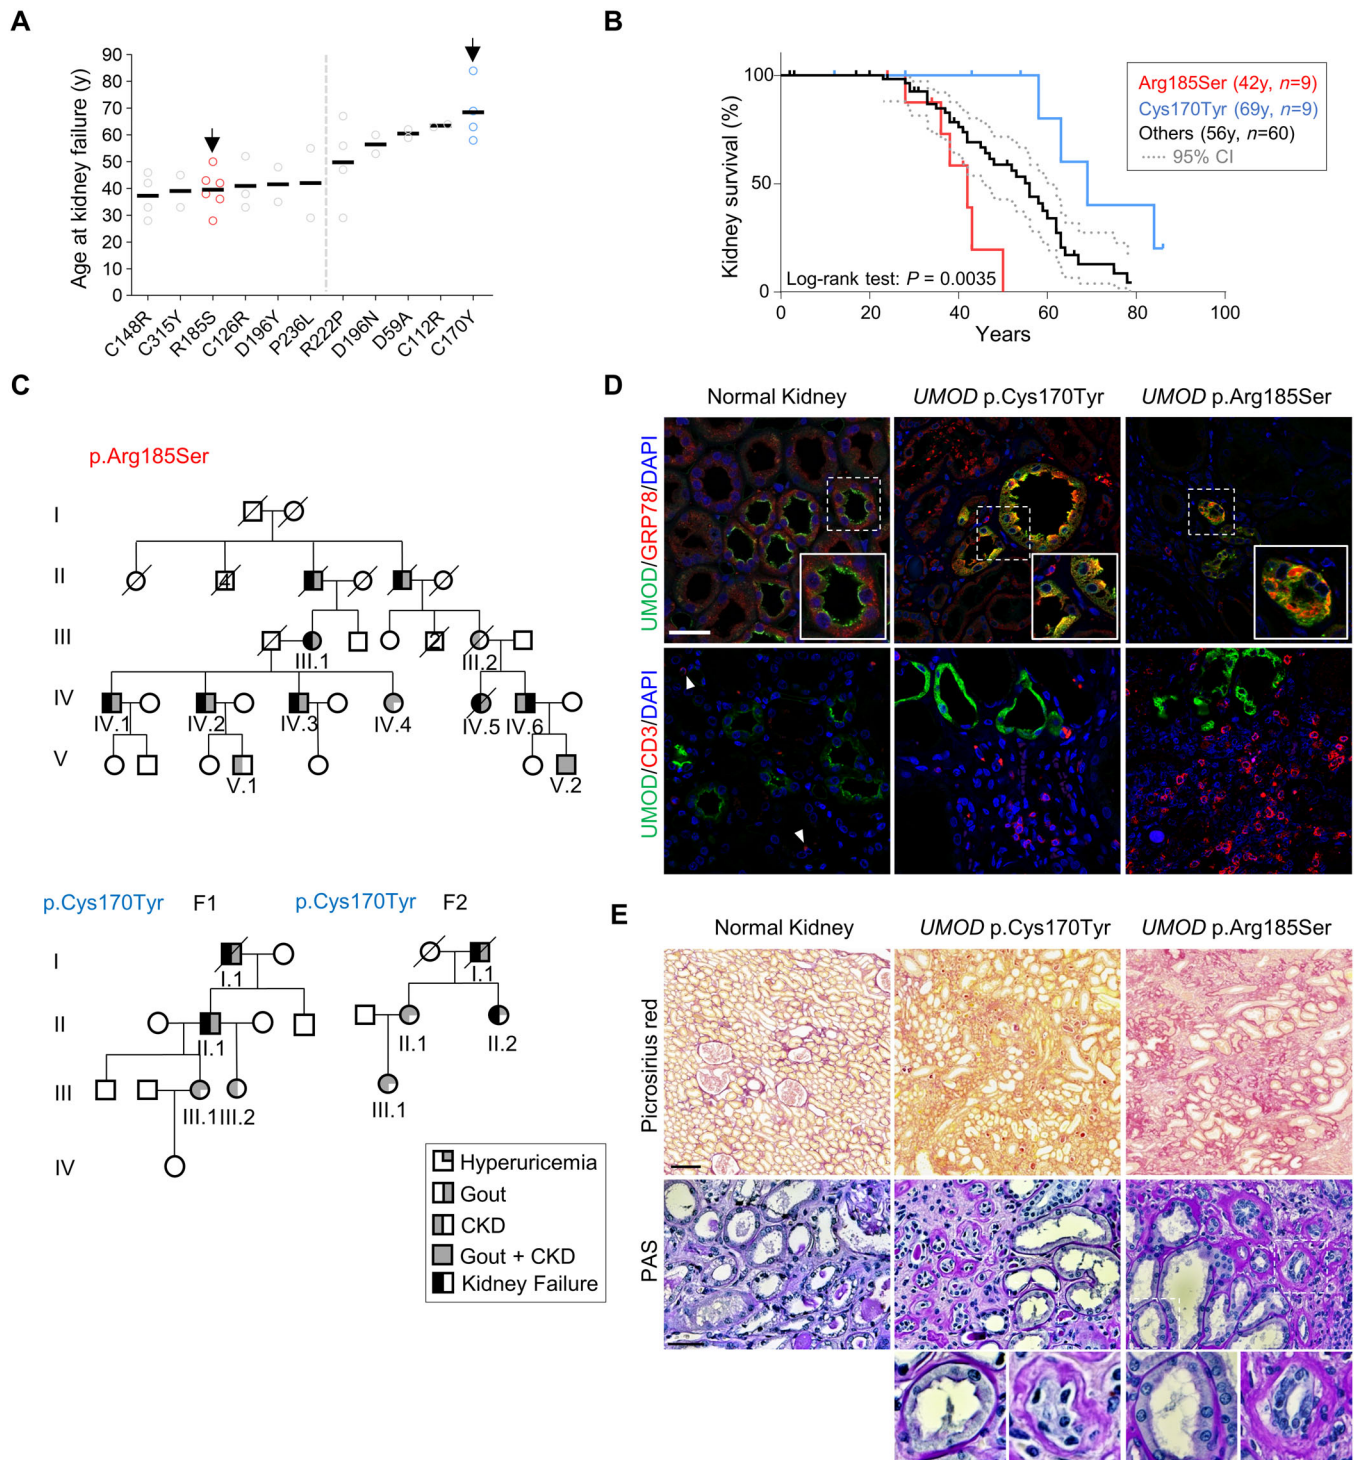 A
Age at kidney failure (y)
90
80
70
60
50
40
30
20
10
0
C148R
C315Y
R185S
C126R
D196Y
P236L
R222P
D196N
D59A
C112R
C170Y
B
Kidney survival (%)
100
50
0
Log-rank test: P = 0.0035
0
20
40
60
80
100
Years
Arg185Ser (42y, n=9)
Cys170Tyr (69y, n=9)
Others (56y, n=60)
95% CI
C
p.Arg185Ser
I
II
4
III
2
III.1
III.2
IV
IV.1
IV.2
IV.3
IV.4
IV.5
IV.6
V
V.1
V.2
p.Cys170Tyr F1
p.Cys170Tyr F2
I
I.1
I.1
II
II.1
II.1
II.2
III
III.1
III.2
III.1
IV
Hyperuricemia
Gout
CKD
Gout + CKD
Kidney Failure
D
Normal Kidney
UMOD p.Cys170Tyr
UMOD p.Arg185Ser
UMOD/GRP78/DAPI
UMOD/CD3/DAPI
E
Normal Kidney
UMOD p.Cys170Tyr
UMOD p.Arg185Ser
Picrosirius red
PAS